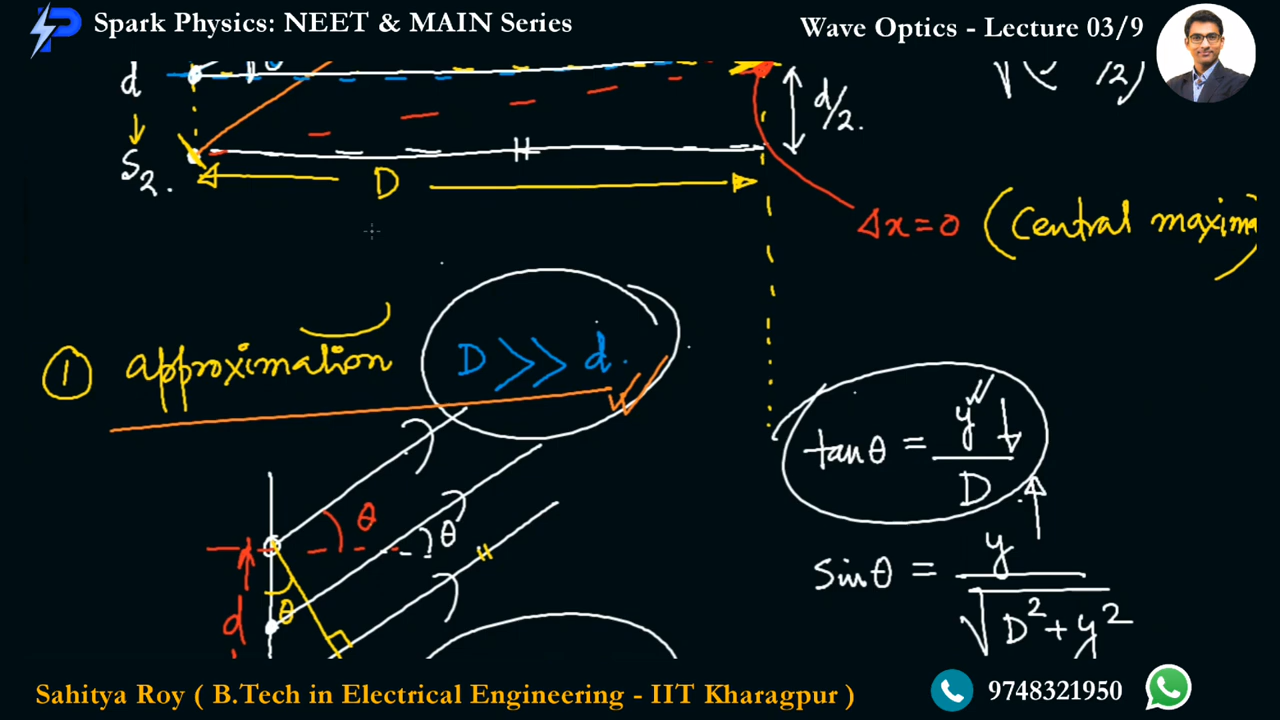 Spark Physics: NEET & MAIN Series
Wave Optics - Lecture 03/9
d
d/2.
S2.
D
Δx=0 (Central maxima)
① approximation D >> d.
tanθ = y/D
θ
θ
θ
d
sinθ = y/√D²+y²
Sahitya Roy ( B.Tech in Electrical Engineering - IIT Kharagpur )
9748321950